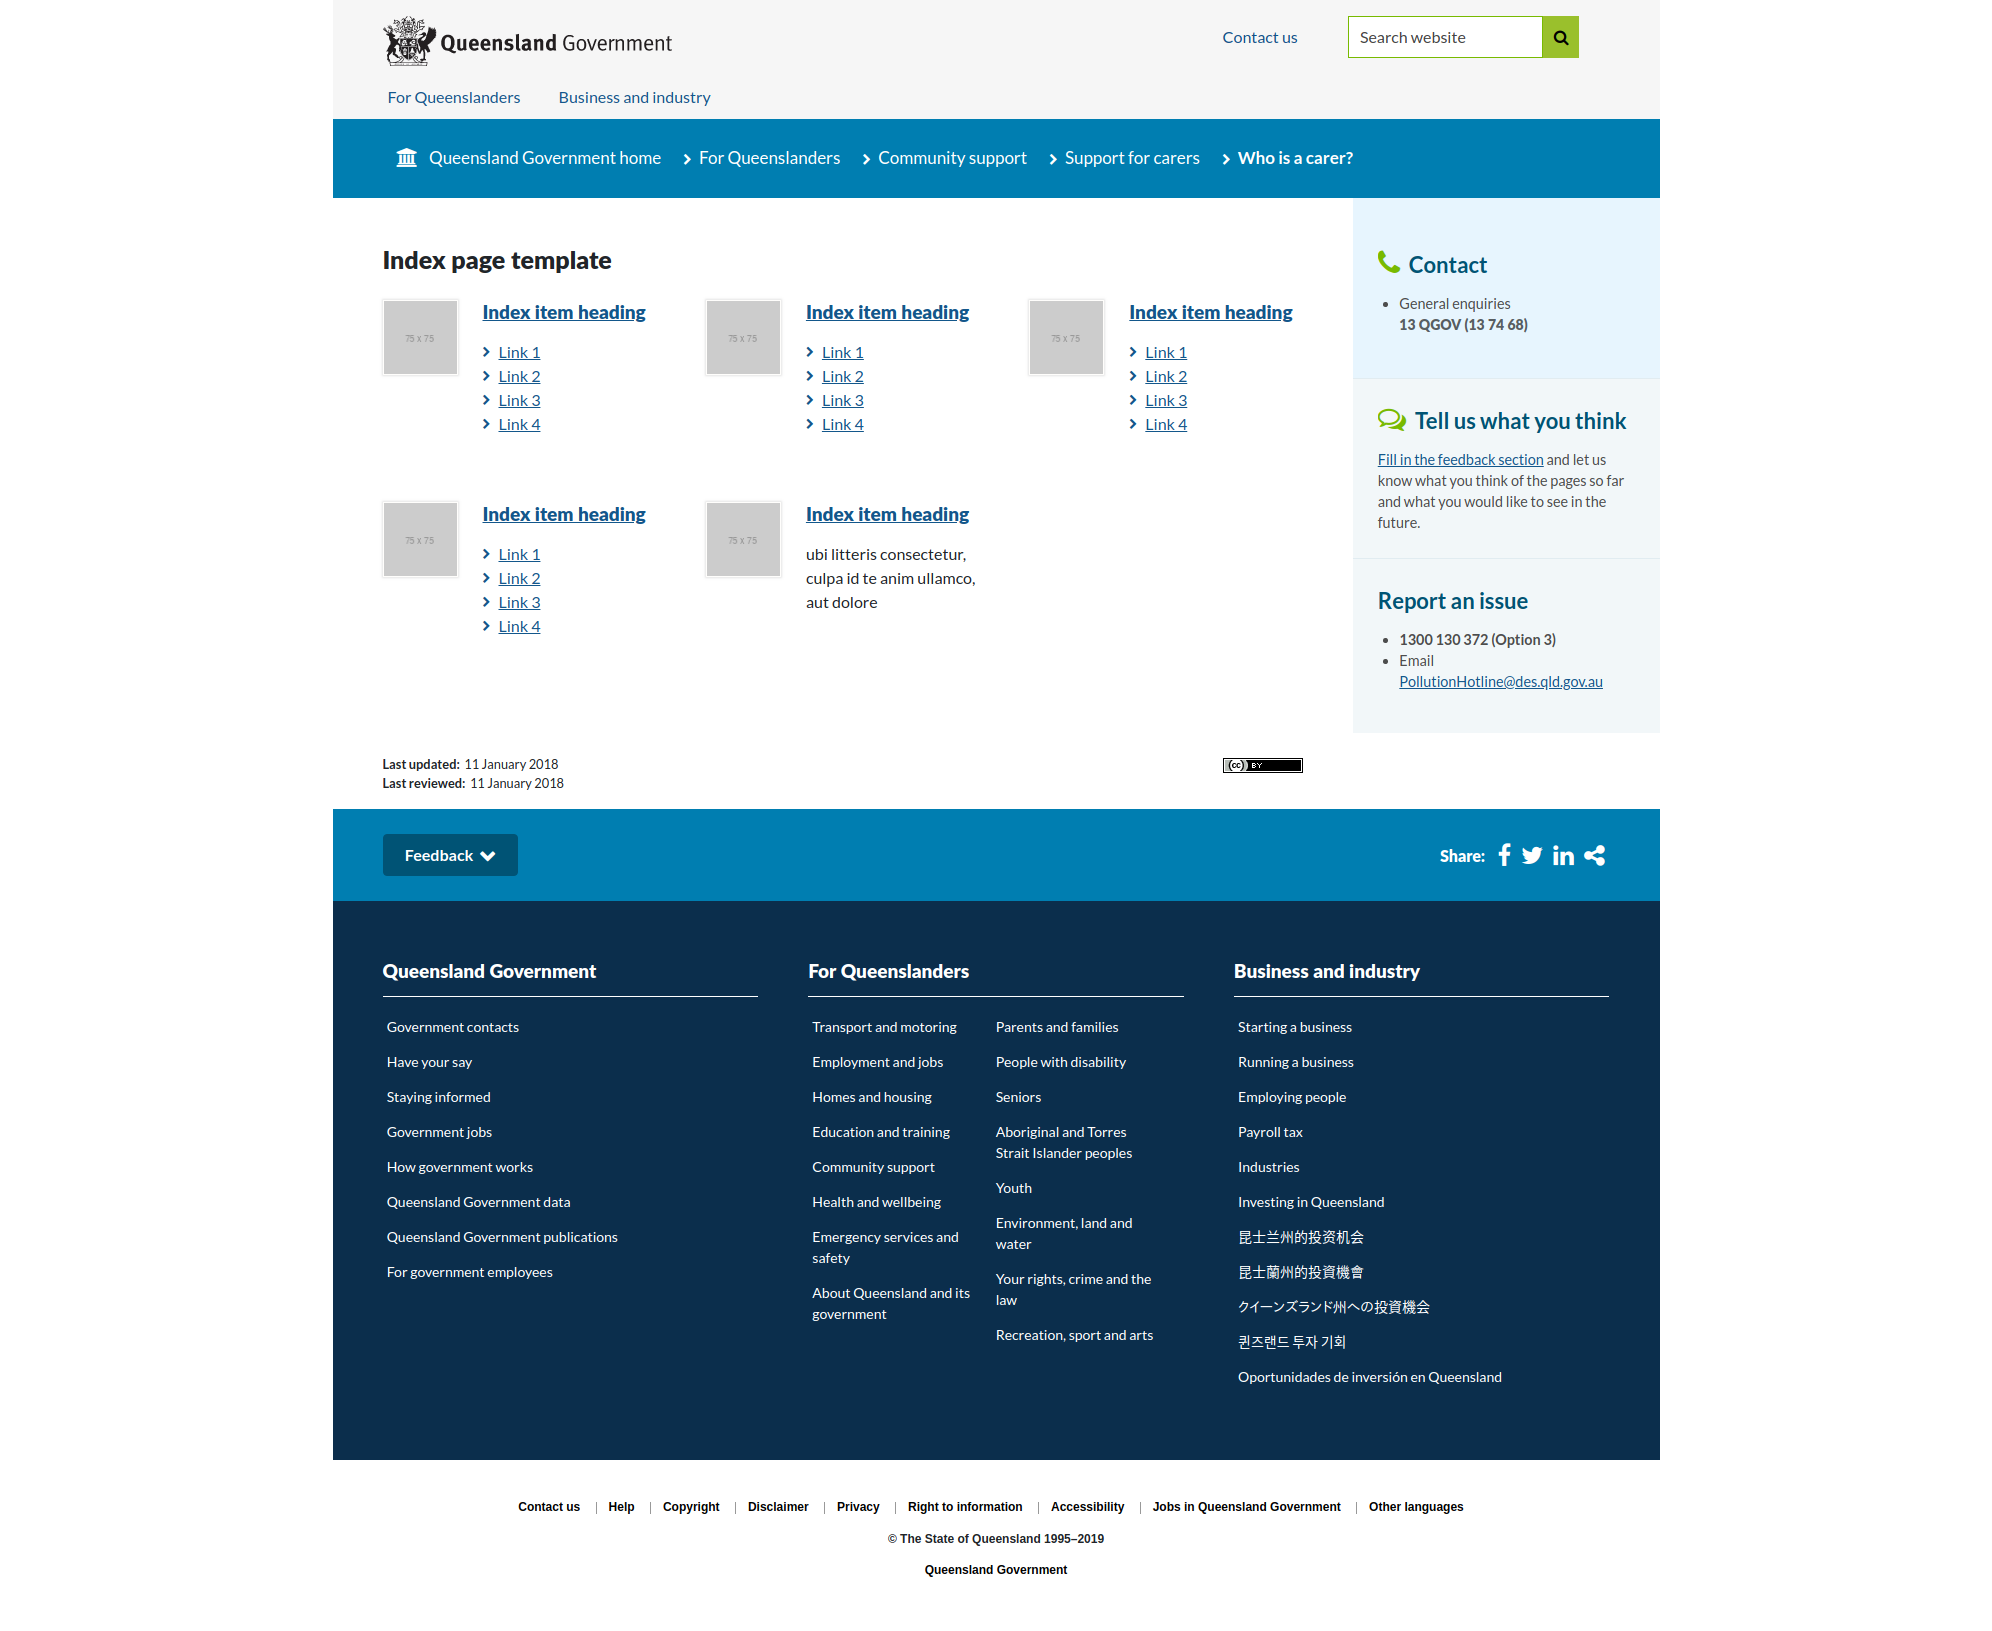 Queensland Government
Contact us
Search website
For Queenslanders
Business and industry
Queensland Government home
For Queenslanders
Community support
Support for carers
Who is a carer?
Index page template
75 x 75
Index item heading
Link 1
Link 2
Link 3
Link 4
75 x 75
Index item heading
Link 1
Link 2
Link 3
Link 4
75 x 75
Index item heading
Link 1
Link 2
Link 3
Link 4
75 x 75
Index item heading
Link 1
Link 2
Link 3
Link 4
75 x 75
Index item heading
ubi litteris consectetur,
culpa id te anim ullamco,
aut dolore
Contact
General enquiries
13 QGOV (13 74 68)
Tell us what you think
Fill in the feedback section and let us
know what you think of the pages so far
and what you would like to see in the
future.
Report an issue
1300 130 372 (Option 3)
Email
PollutionHotline@des.qld.gov.au
Last updated: 11 January 2018
Last reviewed: 11 January 2018
cc BY
Feedback
Share:
Queensland Government
Government contacts
Have your say
Staying informed
Government jobs
How government works
Queensland Government data
Queensland Government publications
For government employees
For Queenslanders
Transport and motoring
Employment and jobs
Homes and housing
Education and training
Community support
Health and wellbeing
Emergency services and
safety
About Queensland and its
government
Parents and families
People with disability
Seniors
Aboriginal and Torres
Strait Islander peoples
Youth
Environment, land and
water
Your rights, crime and the
law
Recreation, sport and arts
Business and industry
Starting a business
Running a business
Employing people
Payroll tax
Industries
Investing in Queensland
昆士兰州的投资机会
昆士蘭州的投資機會
クイーンズランド州への投資機会
퀸즈랜드 투자 기회
Oportunidades de inversión en Queensland
Contact us | Help | Copyright | Disclaimer | Privacy | Right to information | Accessibility | Jobs in Queensland Government | Other languages
© The State of Queensland 1995–2019
Queensland Government